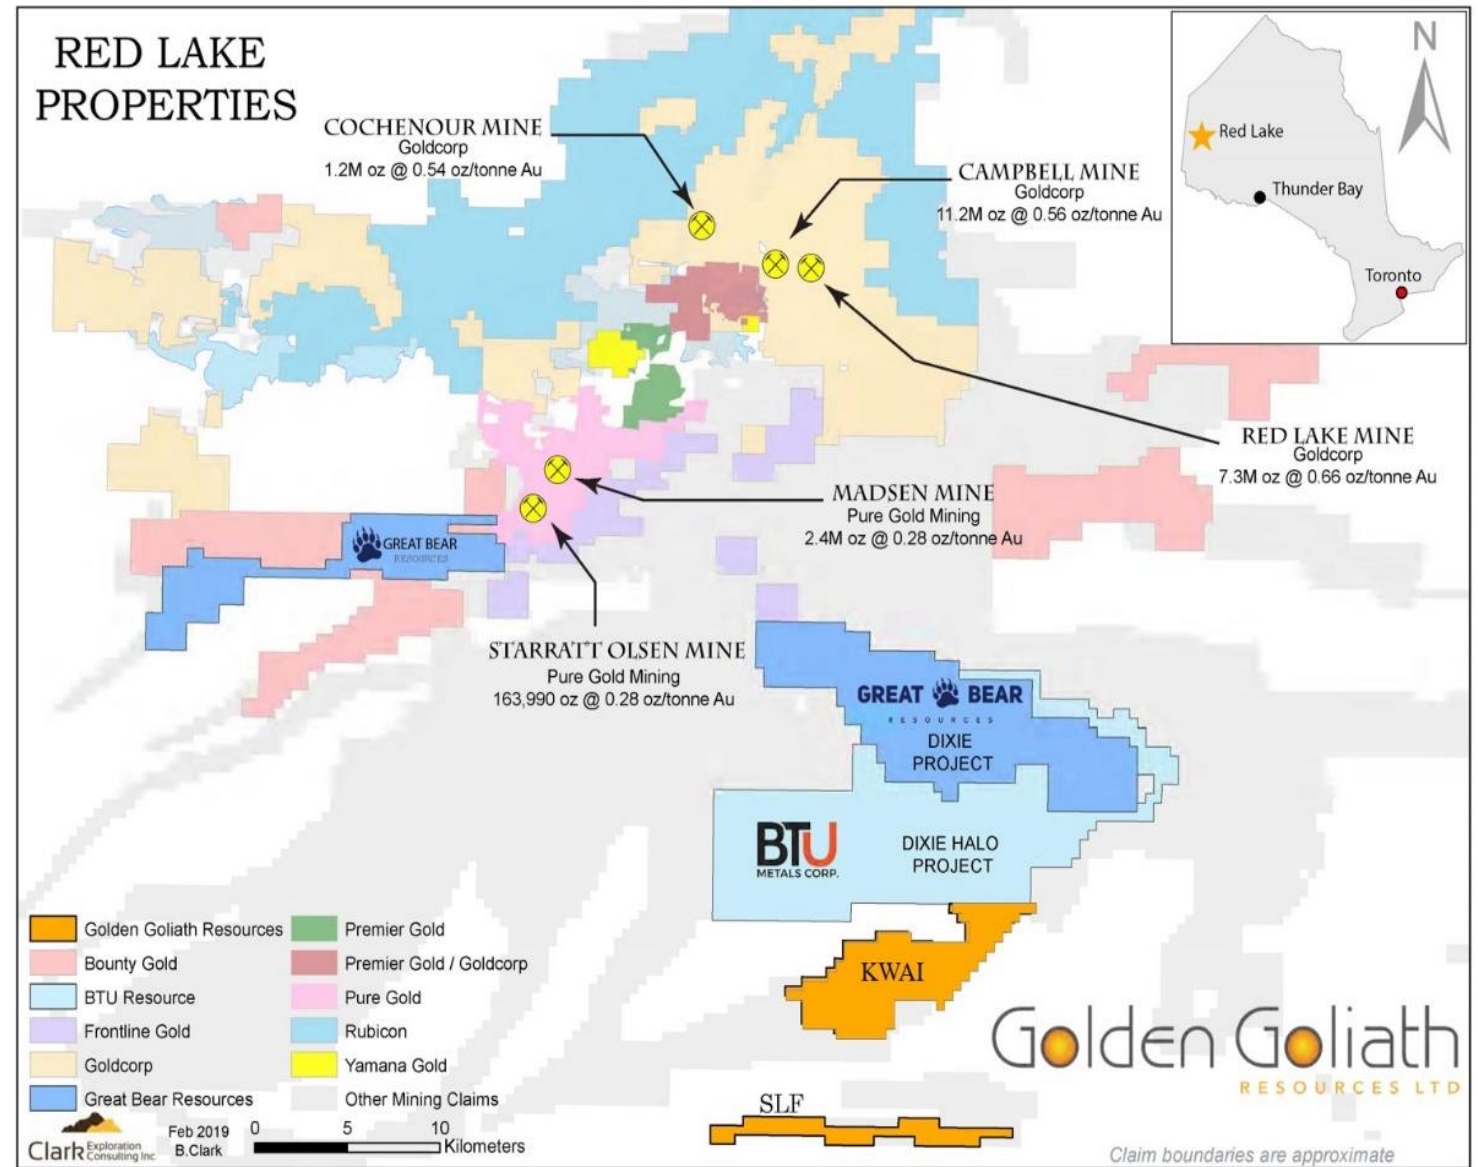 RED LAKE
PROPERTIES
COCHENOUR MINE
Goldcorp
1.2M oz @ 0.54 oz/tonne Au
CAMPBELL MINE
Goldcorp
11.2M oz @ 0.56 oz/tonne Au
N
Red Lake
Thunder Bay
Toronto
RED LAKE MINE
Goldcorp
7.3M oz @ 0.66 oz/tonne Au
MADSEN MINE
Pure Gold Mining
2.4M oz @ 0.28 oz/tonne Au
GREAT BEAR
RESOURCES
STARRATT OLSEN MINE
Pure Gold Mining
163,990 oz @ 0.28 oz/tonne Au
GREAT BEAR
RESOURCES
DIXIE
PROJECT
BTU
METALS CORP.
DIXIE HALO
PROJECT
KWAI
SLF
Golden Goliath Resources
Bounty Gold
BTU Resource
Frontline Gold
Goldcorp
Great Bear Resources
Premier Gold
Premier Gold / Goldcorp
Pure Gold
Rubicon
Yamana Gold
Other Mining Claims
Clark Exploration
Consulting Inc
Feb 2019
B.Clark
0 5 10
Kilometers
Golden Goliath
RESOURCES LTD
Claim boundaries are approximate